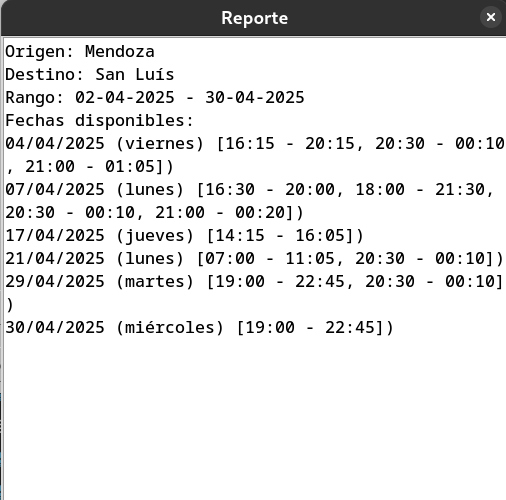 Reporte
Origen: Mendoza
Destino: San Luís
Rango: 02-04-2025 - 30-04-2025
Fechas disponibles:
04/04/2025 (viernes) [16:15 - 20:15, 20:30 - 00:10
, 21:00 - 01:05])
07/04/2025 (lunes) [16:30 - 20:00, 18:00 - 21:30,
20:30 - 00:10, 21:00 - 00:20])
17/04/2025 (jueves) [14:15 - 16:05])
21/04/2025 (lunes) [07:00 - 11:05, 20:30 - 00:10])
29/04/2025 (martes) [19:00 - 22:45, 20:30 - 00:10]
)
30/04/2025 (miércoles) [19:00 - 22:45])